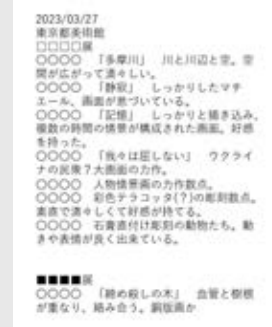 2023/03/27
東京都美術館
□□□□展
○○○○　「多摩川」　川と川辺と空。空
間が広がって清々しい。
○○○○　「静寂」　しっかりしたマチ
エール、画面が息づいている。
○○○○　「記憶」　しっかりと描き込み、
複数の時間の情景が構成された画面。好感
を持った。
○○○○　「我々は屈しない」　ウクライ
ナの民衆？大画面の力作。
○○○○　人物情景画の力作数点。
○○○○　彩色テラコッタ(？)の彫刻数点。
素直で清々しくて好感が持てる。
○○○○　石膏直付け彫刻の動物たち。動
きや表情が良く出来ている。
■■■■展
○○○○　「締め殺しの木」　血管と樹根
が重なり、絡み合う。銅版画か